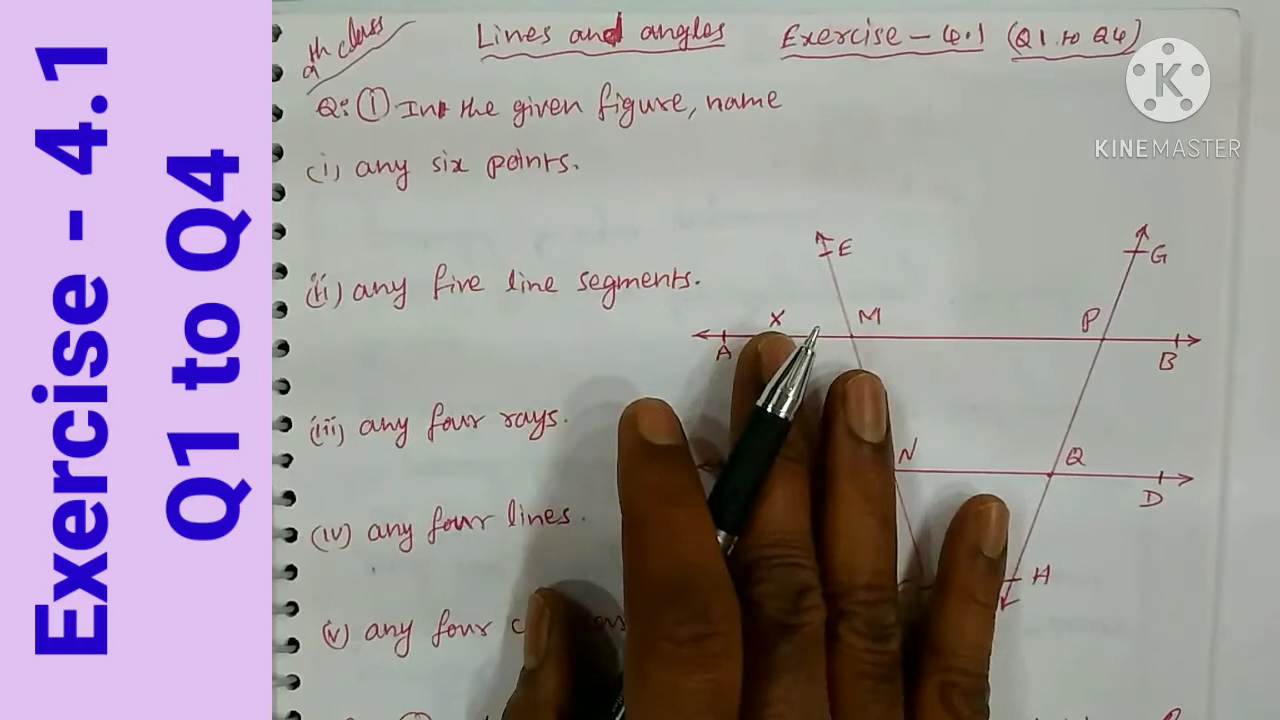 Exercise - 4.1
Q1 to Q4
9th class
Lines and angles Exercise - 4.1 (Q1 to Q4)
Q: ① In the given figure, name
(i) any six points.
(ii) any five line segments.
(iii) any four rays.
(iv) any four lines.
(v) any four
E
G
X
M
P
A
B
N
Q
D
H
K
KINEMASTER